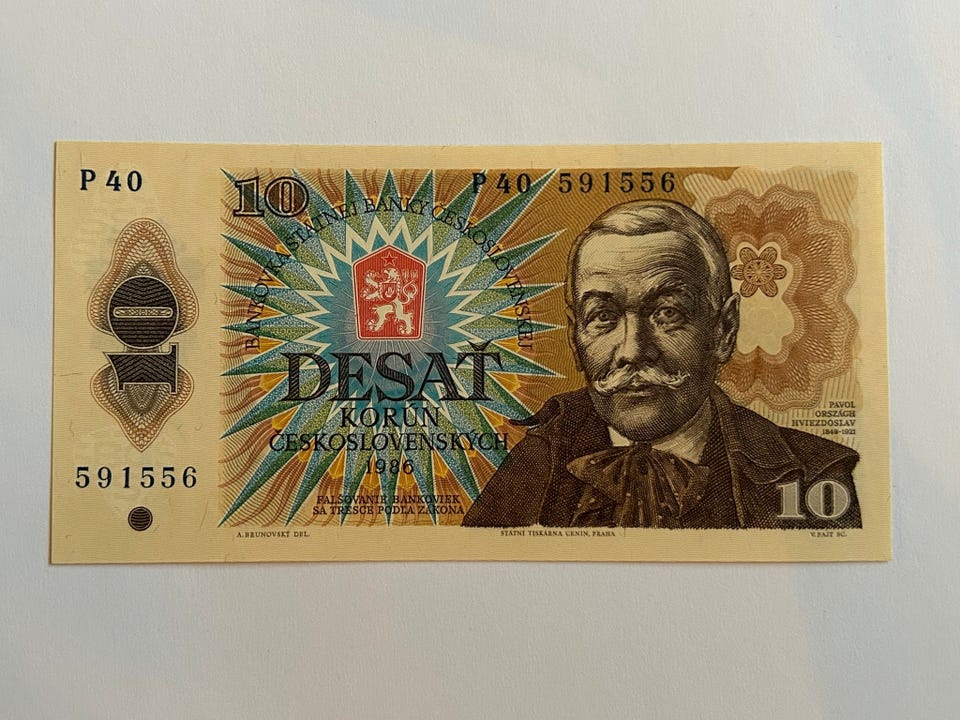 P 40
10
P 40 591556
BANKOVKA ŠTÁTNEJ BANKY ČESKOSLOVENSKEJ
10
DESAŤ
KORÚN
ČESKOSLOVENSKÝCH
1986
FALŠOVANIE BANKOVIEK
SA TRESCE PODĽA ZÁKONA
PAVOL
ORSZÁGH
HVIEZDOSLAV
1849-1921
591556
10
A. BRUNOVSKÝ DEL.
STÁTNÍ TISKÁRNA CENIN, PRAHA
V. FAJT SC.